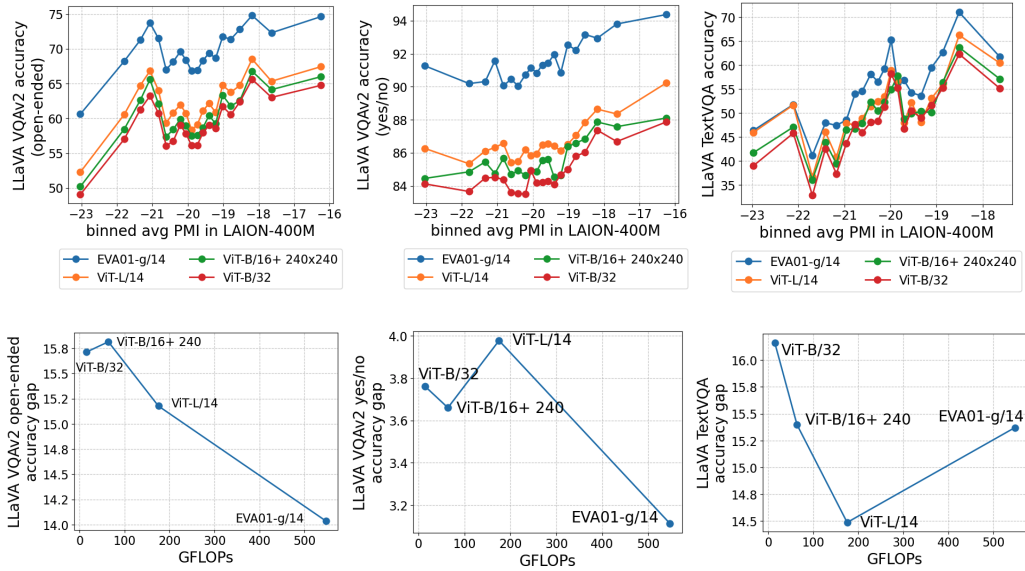 LLaVA VQAv2 accuracy
(open-ended)
75
70
65
60
55
50
−23
−22
−21
−20
−19
−18
−17
−16
binned avg PMI in LAION-400M
EVA01-g/14
ViT-B/16+ 240x240
ViT-L/14
ViT-B/32
LLaVA VQAv2 accuracy
(yes/no)
94
92
90
88
86
84
−23
−22
−21
−20
−19
−18
−17
−16
binned avg PMI in LAION-400M
EVA01-g/14
ViT-B/16+ 240x240
ViT-L/14
ViT-B/32
LLaVA TextVQA accuracy
70
65
60
55
50
45
40
35
−23
−22
−21
−20
−19
−18
binned avg PMI in LAION-400M
EVA01-g/14
ViT-B/16+ 240x240
ViT-L/14
ViT-B/32
LLaVA VQAv2 open-ended
accuracy gap
15.8
15.5
15.2
15.0
14.8
14.5
14.2
14.0
ViT-B/16+ 240
ViT-B/32
ViT-L/14
EVA01-g/14
0
100
200
300
400
500
GFLOPs
LLaVA VQAv2 yes/no
accuracy gap
4.0
3.8
3.6
3.4
3.2
ViT-L/14
ViT-B/32
ViT-B/16+ 240
EVA01-g/14
0
100
200
300
400
500
GFLOPs
LLaVA TextVQA
accuracy gap
16.0
15.8
15.5
15.2
15.0
14.8
14.5
ViT-B/32
EVA01-g/14
ViT-B/16+ 240
ViT-L/14
0
100
200
300
400
500
GFLOPs